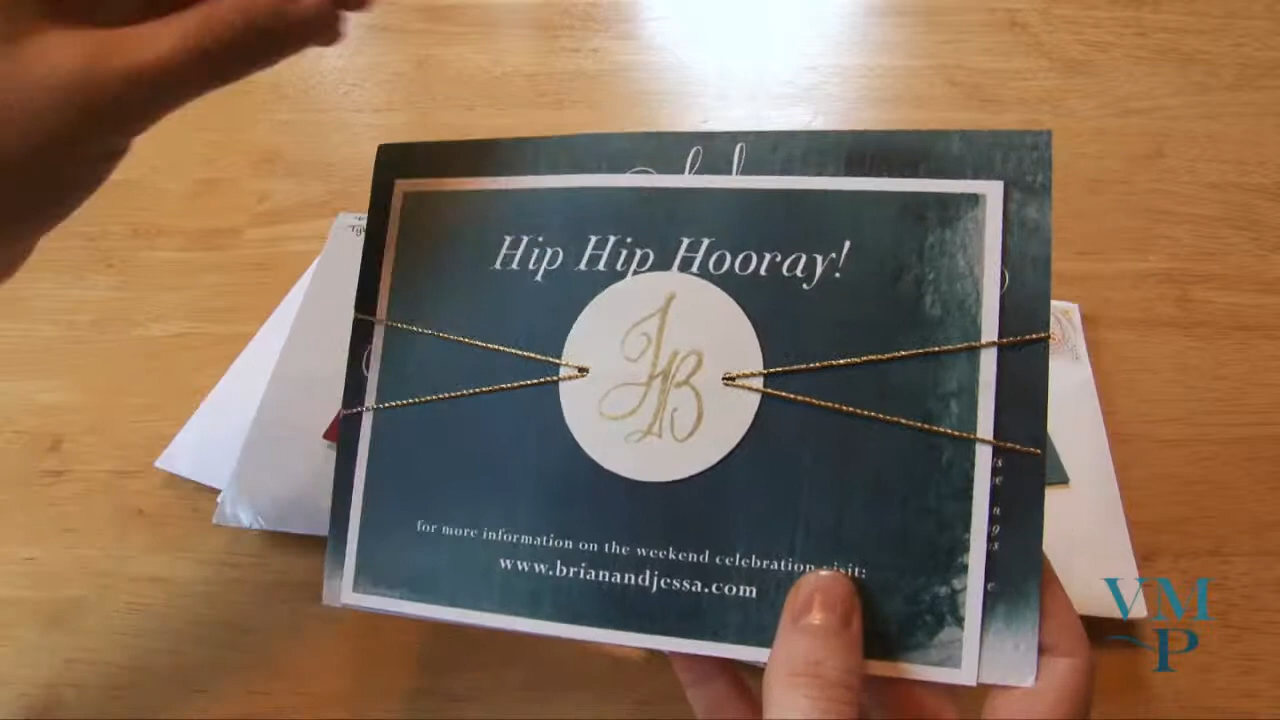 Hip Hip Hooray!
JB
for more information on the weekend celebration visit:
www.brianandjessa.com
VM
P